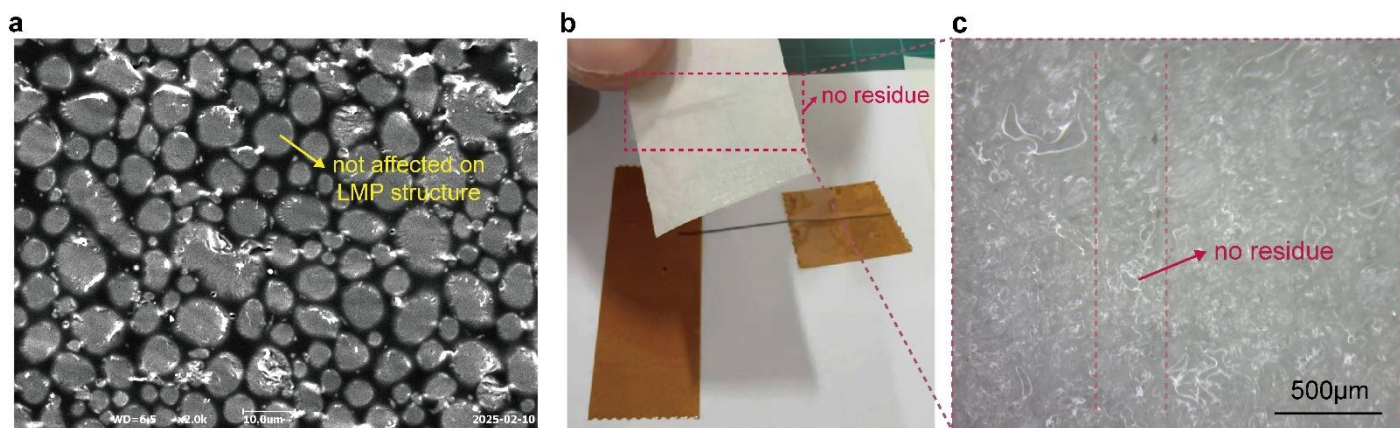 a
not affected on
LMP structure
WD=6.5 x2.0k 10.0um 2025-02-10
b
no residue
c
no residue
500μm